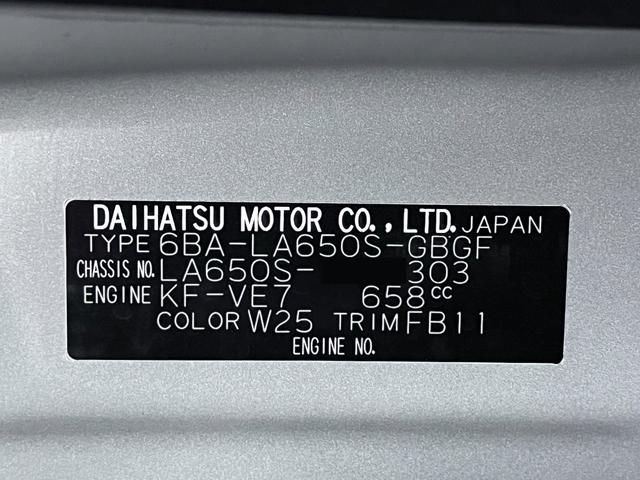 DAIHATSU MOTOR CO., LTD. JAPAN
TYPE 6BA-LA650S-GBGF
CHASSIS NO. LA650S- 303
ENGINE KF-VE7 658cc
COLOR W25 TRIM FB11
ENGINE NO.